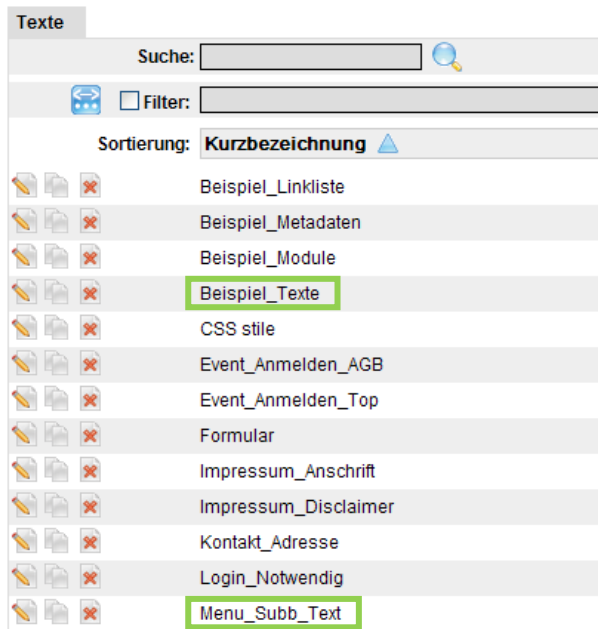 Texte
Suche:
Filter:
Sortierung: Kurzbezeichnung
Beispiel_Linkliste
Beispiel_Metadaten
Beispiel_Module
Beispiel_Texte
CSS stile
Event_Anmelden_AGB
Event_Anmelden_Top
Formular
Impressum_Anschrift
Impressum_Disclaimer
Kontakt_Adresse
Login_Notwendig
Menu_Subb_Text